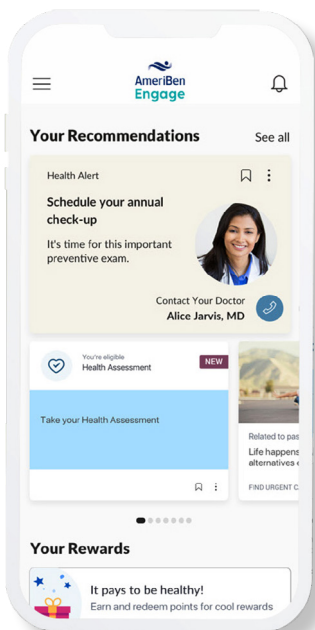 AmeriBen
Engage
Your Recommendations
See all
Health Alert
Schedule your annual
check-up
It's time for this important
preventive exam.
Contact Your Doctor
Alice Jarvis, MD
You're eligible
Health Assessment
NEW
Take your Health Assessment
Related to pas
Life happens
alternatives
FIND URGENT C
Your Rewards
It pays to be healthy!
Earn and redeem points for cool rewards